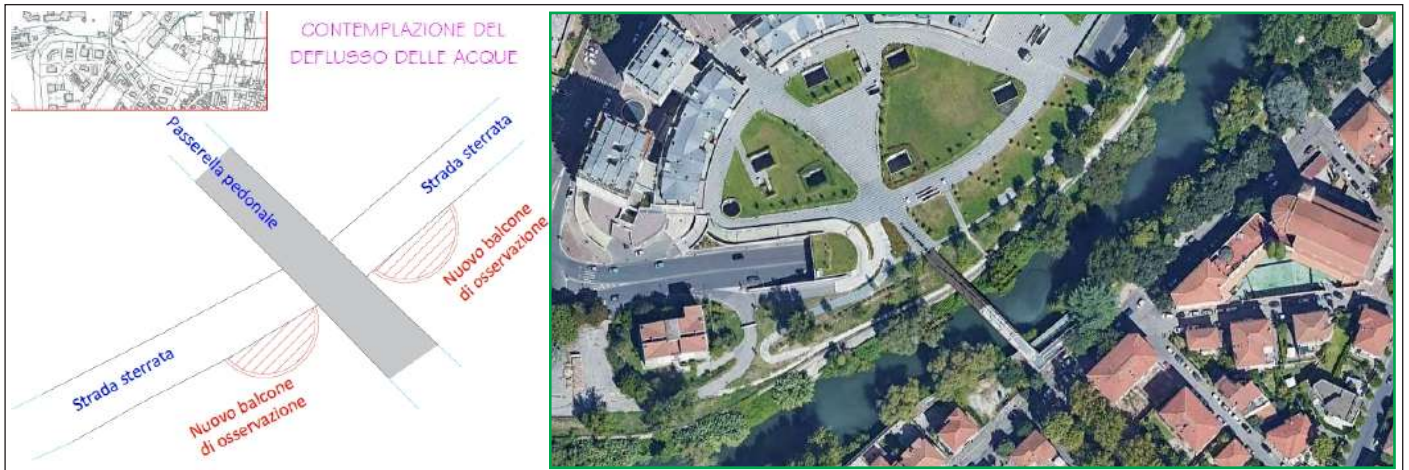 CONTEMPLAZIONE DEL
DEFLUSSO DELLE ACQUE
Passerella pedonale
Strada sterrata
Nuovo balcone
di osservazione
Strada sterrata
Nuovo balcone
di osservazione